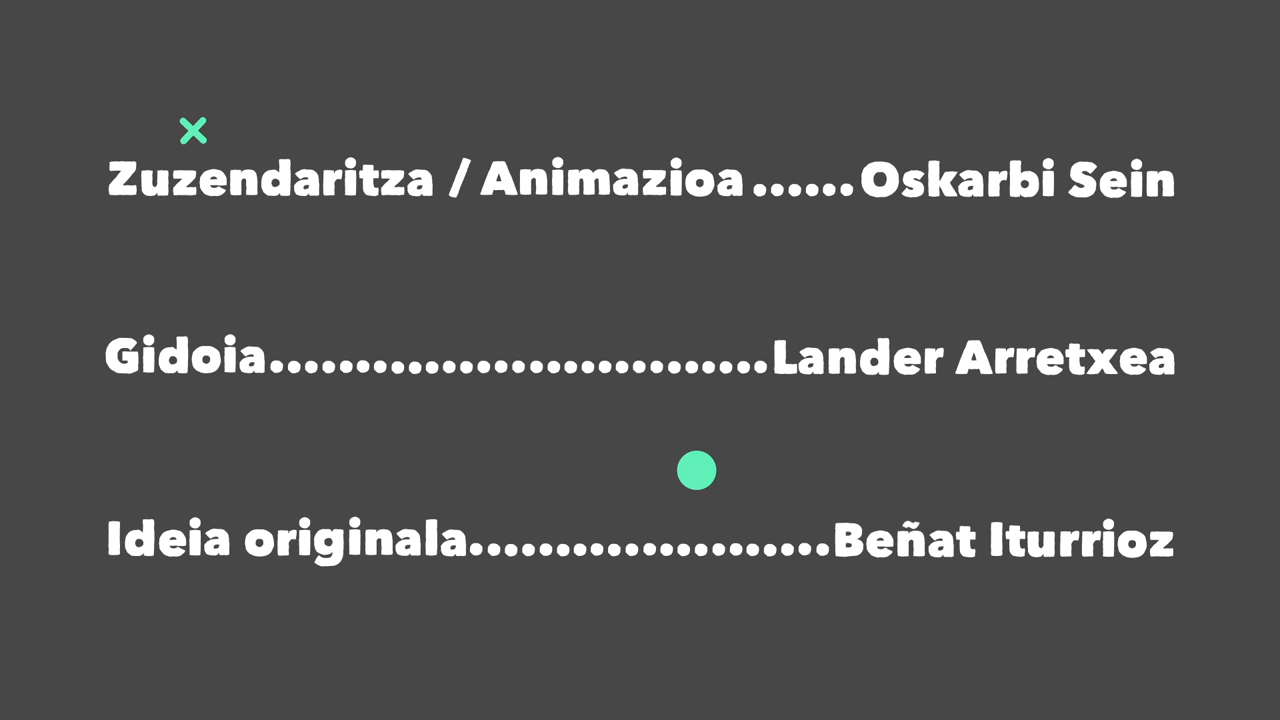 Zuzendaritza / Animazioa ......Oskarbi Sein
Gidoia..........................Lander Arretxea
Ideia originala...................Beñat Iturrioz